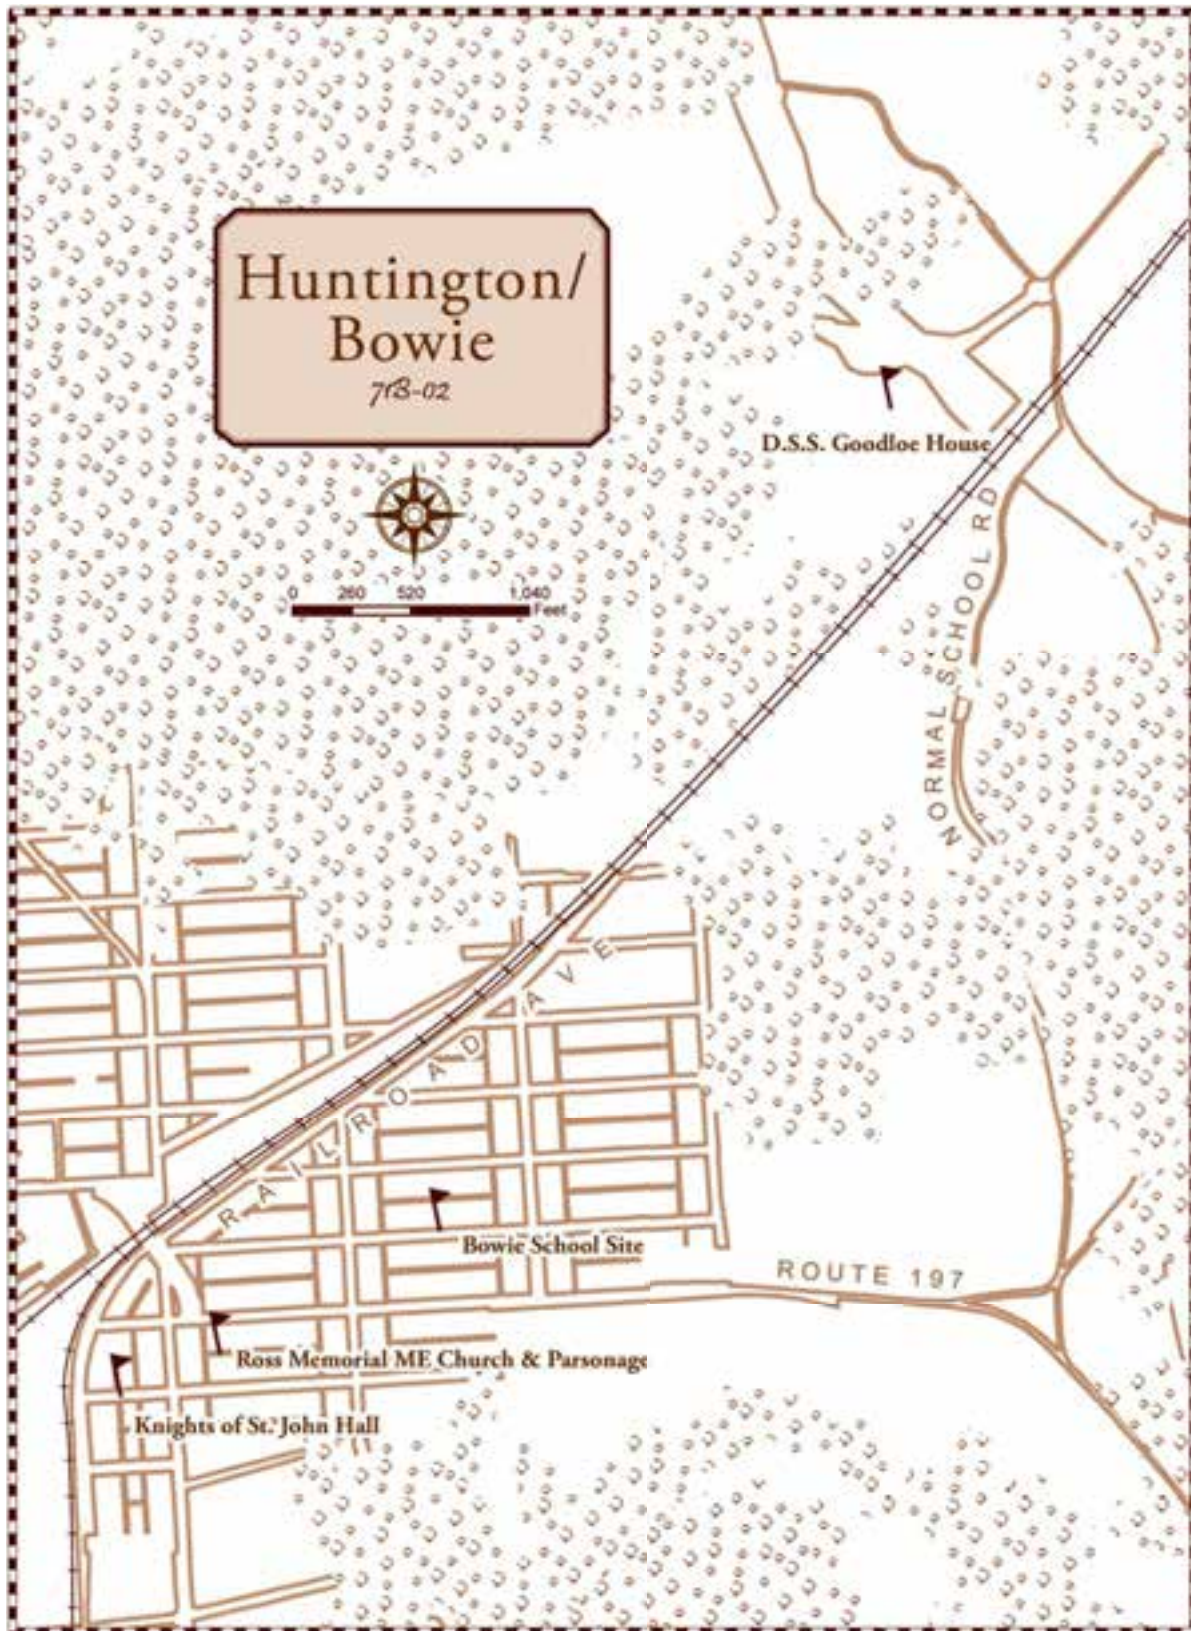 Huntington/
Bowie
71B-02
0 260 520 1,040
Feet
D.S.S. Goodloe House
NORMAL SCHOOL RD
RAILROAD AVE
Bowie School Site
ROUTE 197
Ross Memorial ME Church & Parsonage
Knights of St. John Hall